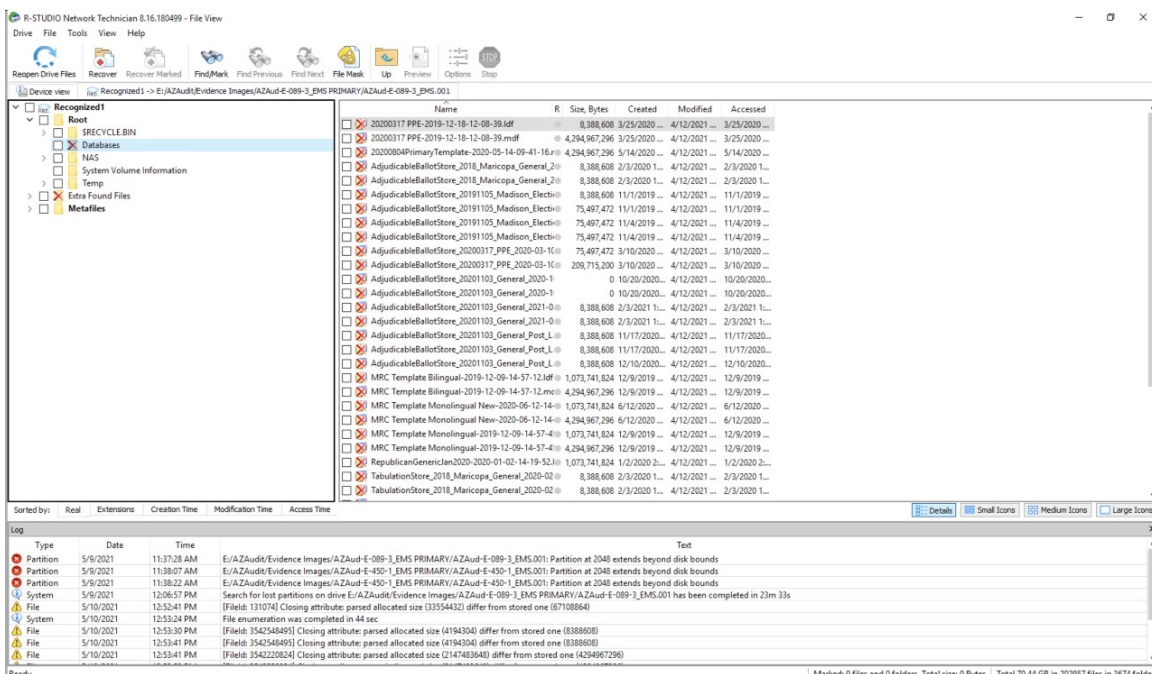 R-STUDIO Network Technician 8.16.180499 - File View
Drive File Tools View Help
Reopen Drive Files Recover Recover Marked Find/Mark Find Previous Find Next File Mask Up Preview Options Stop
Device view Recognized1 -> E:/AZAudit/Evidence Images/AZAud-E-089-3_EMS PRIMARY/AZAud-E-089-3_EMS.001
Recognized1
Root
$RECYCLE.BIN
Databases
NAS
System Volume Information
Temp
Extra Found Files
Metafiles
Name R Size, Bytes Created Modified Accessed
20200317 PPE-2019-12-18-12-08-39.ldf 8,388,608 3/25/2020 ... 4/12/2021 ... 3/25/2020 ...
20200317 PPE-2019-12-18-12-08-39.mdf 4,294,967,296 3/25/2020 ... 4/12/2021 ... 3/25/2020 ...
20200804PrimaryTemplate-2020-05-14-09-41-16. 4,294,967,296 5/14/2020 ... 4/12/2021 ... 5/14/2020 ...
AdjudicableBallotStore_2018_Maricopa_General_2 8,388,608 2/3/2020 1... 4/12/2021 ... 2/3/2020 1...
AdjudicableBallotStore_2018_Maricopa_General_2 8,388,608 2/3/2020 1... 4/12/2021 ... 2/3/2020 1...
AdjudicableBallotStore_20191105_Madison_Electi 8,388,608 11/1/2019 ... 4/12/2021 ... 11/1/2019 ...
AdjudicableBallotStore_20191105_Madison_Electi 75,497,472 11/1/2019 ... 4/12/2021 ... 11/1/2019 ...
AdjudicableBallotStore_20191105_Madison_Electi 75,497,472 11/4/2019 ... 4/12/2021 ... 11/4/2019 ...
AdjudicableBallotStore_20191105_Madison_Electi 75,497,472 11/4/2019 ... 4/12/2021 ... 11/4/2019 ...
AdjudicableBallotStore_20200317_PPE_2020-03-10 75,497,472 3/10/2020 ... 4/12/2021 ... 3/10/2020 ...
AdjudicableBallotStore_20200317_PPE_2020-03-10 209,715,200 3/10/2020 ... 4/12/2021 ... 3/10/2020 ...
AdjudicableBallotStore_20201103_General_2020-1 0 10/20/2020... 4/12/2021 ... 10/20/2020...
AdjudicableBallotStore_20201103_General_2020-1 0 10/20/2020... 4/12/2021 ... 10/20/2020...
AdjudicableBallotStore_20201103_General_2021-0 8,388,608 2/3/2021 1:... 4/12/2021 ... 2/3/2021 1:...
AdjudicableBallotStore_20201103_General_2021-0 8,388,608 2/3/2021 1:... 4/12/2021 ... 2/3/2021 1:...
AdjudicableBallotStore_20201103_General_Post_L 8,388,608 11/17/2020... 4/12/2021 ... 11/17/2020...
AdjudicableBallotStore_20201103_General_Post_L 8,388,608 11/17/2020... 4/12/2021 ... 11/17/2020...
AdjudicableBallotStore_20201103_General_Post_L 8,388,608 12/10/2020... 4/12/2021 ... 12/10/2020...
MRC Template Bilingual-2019-12-09-14-57-12.ldf 1,073,741,824 12/9/2019 ... 4/12/2021 ... 12/9/2019 ...
MRC Template Bilingual-2019-12-09-14-57-12.m 4,294,967,296 12/9/2019 ... 4/12/2021 ... 12/9/2019 ...
MRC Template Monolingual New-2020-06-12-14- 1,073,741,824 6/12/2020 ... 4/12/2021 ... 6/12/2020 ...
MRC Template Monolingual New-2020-06-12-14- 4,294,967,296 6/12/2020 ... 4/12/2021 ... 6/12/2020 ...
MRC Template Monolingual-2019-12-09-14-57-4 1,073,741,824 12/9/2019 ... 4/12/2021 ... 12/9/2019 ...
MRC Template Monolingual-2019-12-09-14-57-4 4,294,967,296 12/9/2019 ... 4/12/2021 ... 12/9/2019 ...
RepublicanGenericJan2020-2020-01-02-14-19-52.l 1,073,741,824 1/2/2020 2:... 4/12/2021 ... 1/2/2020 2:...
TabulationStore_2018_Maricopa_General_2020-02 8,388,608 2/3/2020 1... 4/12/2021 ... 2/3/2020 1...
TabulationStore_2018_Maricopa_General_2020-02 8,388,608 2/3/2020 1... 4/12/2021 ... 2/3/2020 1...
Sorted by: Real Extensions Creation Time Modification Time Access Time Details Small Icons Medium Icons Large Icons
Log
Type Date Time Text
Partition 5/9/2021 11:37:28 AM E:/AZAudit/Evidence Images/AZAud-E-089-3_EMS PRIMARY/AZAud-E-089-3_EMS.001: Partition at 2048 extends beyond disk bounds
Partition 5/9/2021 11:38:07 AM E:/AZAudit/Evidence Images/AZAud-E-450-1_EMS PRIMARY/AZAud-E-450-1_EMS.001: Partition at 2048 extends beyond disk bounds
Partition 5/9/2021 11:38:22 AM E:/AZAudit/Evidence Images/AZAud-E-450-1_EMS PRIMARY/AZAud-E-450-1_EMS.001: Partition at 2048 extends beyond disk bounds
System 5/9/2021 12:06:57 PM Search for lost partitions on drive E:/AZAudit/Evidence Images/AZAud-E-089-3_EMS PRIMARY/AZAud-E-089-3_EMS.001 has been completed in 23m 33s
File 5/10/2021 12:52:41 PM [FileId: 131074] Closing attribute: parsed allocated size (33554432) differ from stored one (67108864)
System 5/10/2021 12:53:24 PM File enumeration was completed in 44 sec
File 5/10/2021 12:53:30 PM [FileId: 3542548495] Closing attribute: parsed allocated size (4194304) differ from stored one (8388608)
File 5/10/2021 12:53:41 PM [FileId: 3542548495] Closing attribute: parsed allocated size (4194304) differ from stored one (8388608)
File 5/10/2021 12:53:41 PM [FileId: 3542220824] Closing attribute: parsed allocated size (2147483648) differ from stored one (4294967296)
Ready Marked: 0 files and 0 folders. Total size: 0 Bytes Total 70.44 GB in 202957 files in 3674 folde